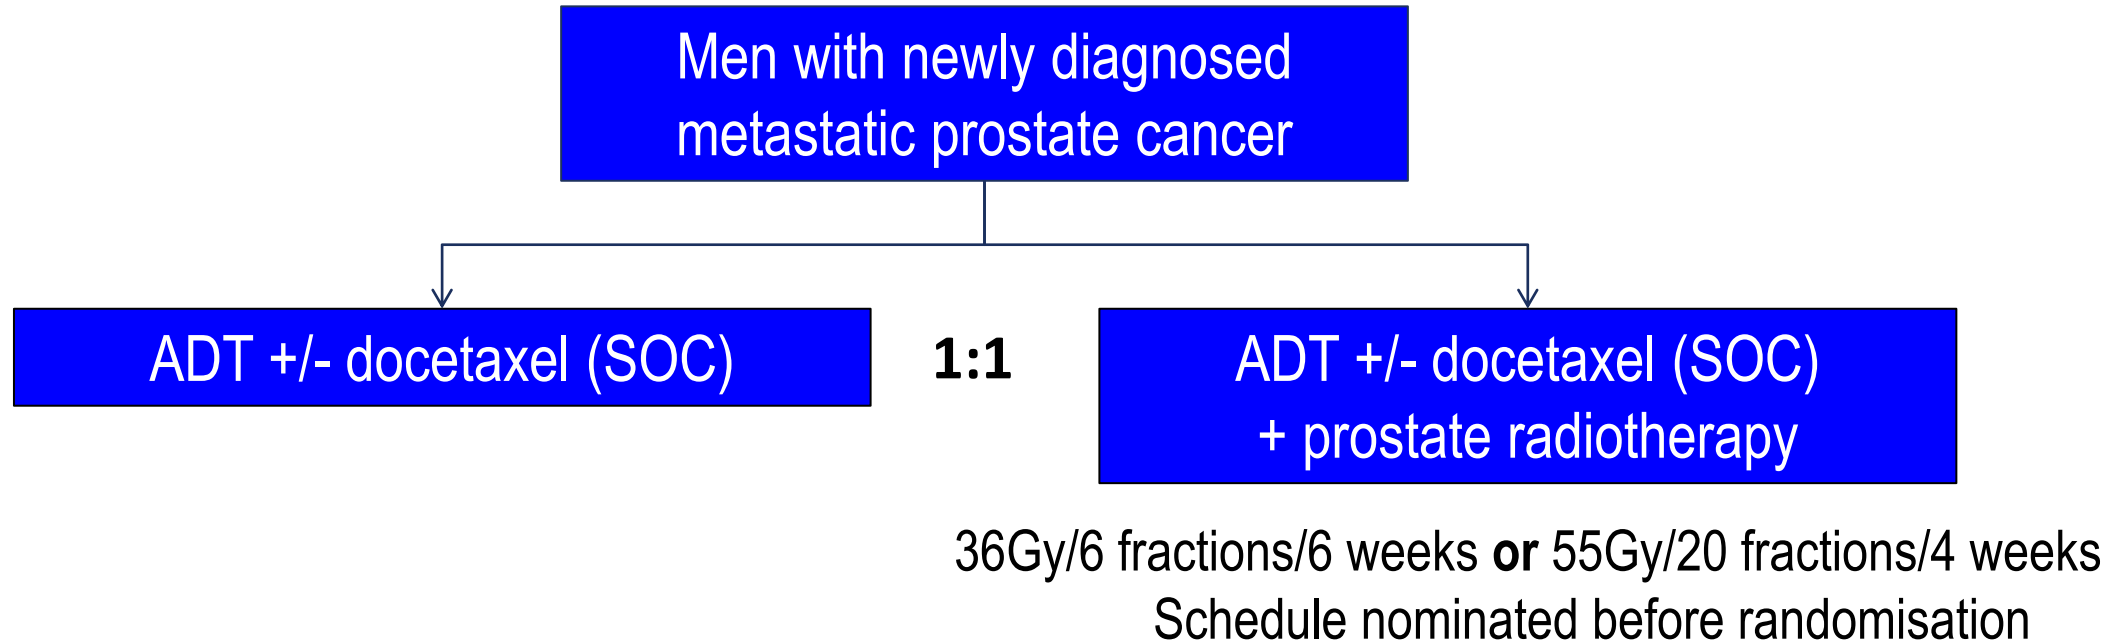 Men with newly diagnosed
metastatic prostate cancer
ADT +/- docetaxel (SOC)
1:1
ADT +/- docetaxel (SOC)
+ prostate radiotherapy
36Gy/6 fractions/6 weeks or 55Gy/20 fractions/4 weeks
Schedule nominated before randomisation